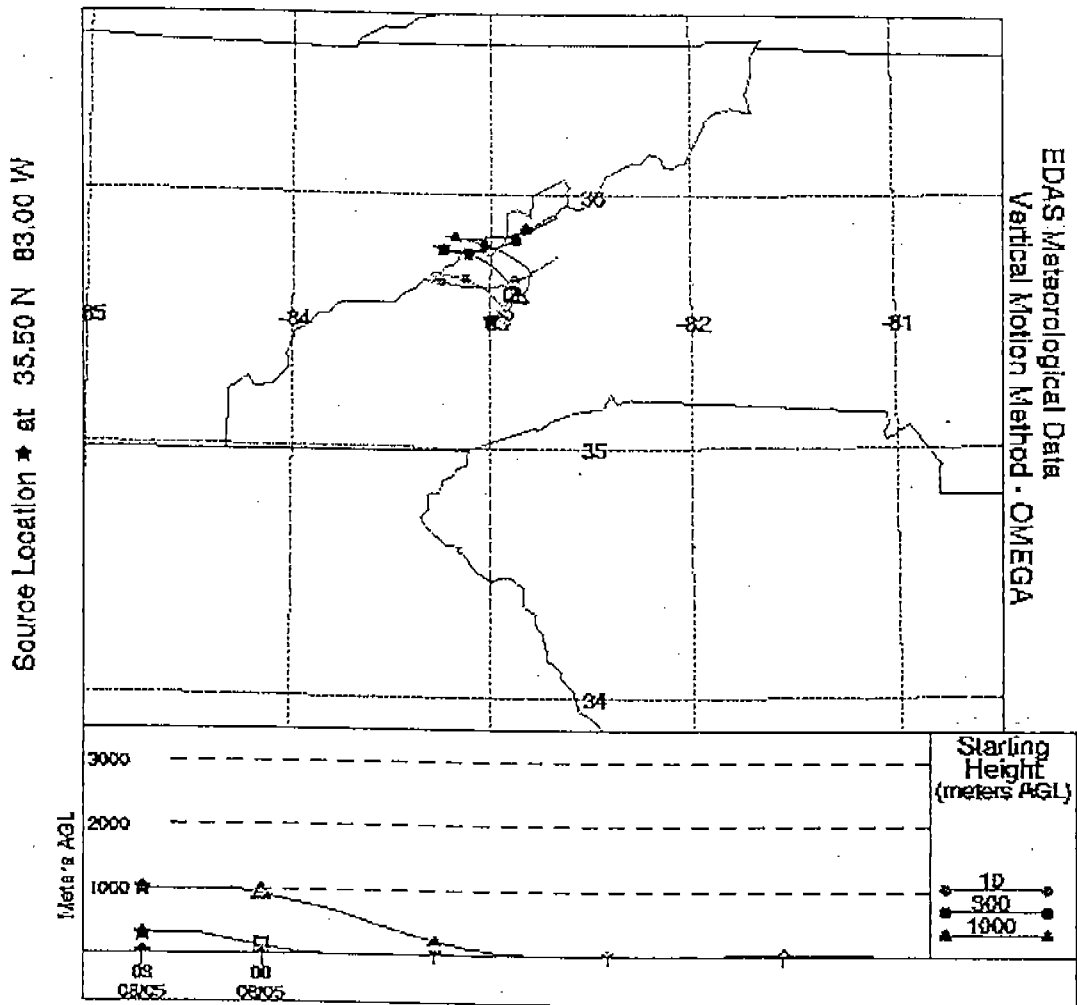 Source Location ★ at 35.50 N 83.00 W
EDAS Meteorological Data
Vertical Motion Method - OMEGA
36
85
-84
83
-82
-81
35
34
Meters AGL
3000
2000
1000
09
08/05
00
08/05
Starting
Height
(meters AGL)
10
300
1000